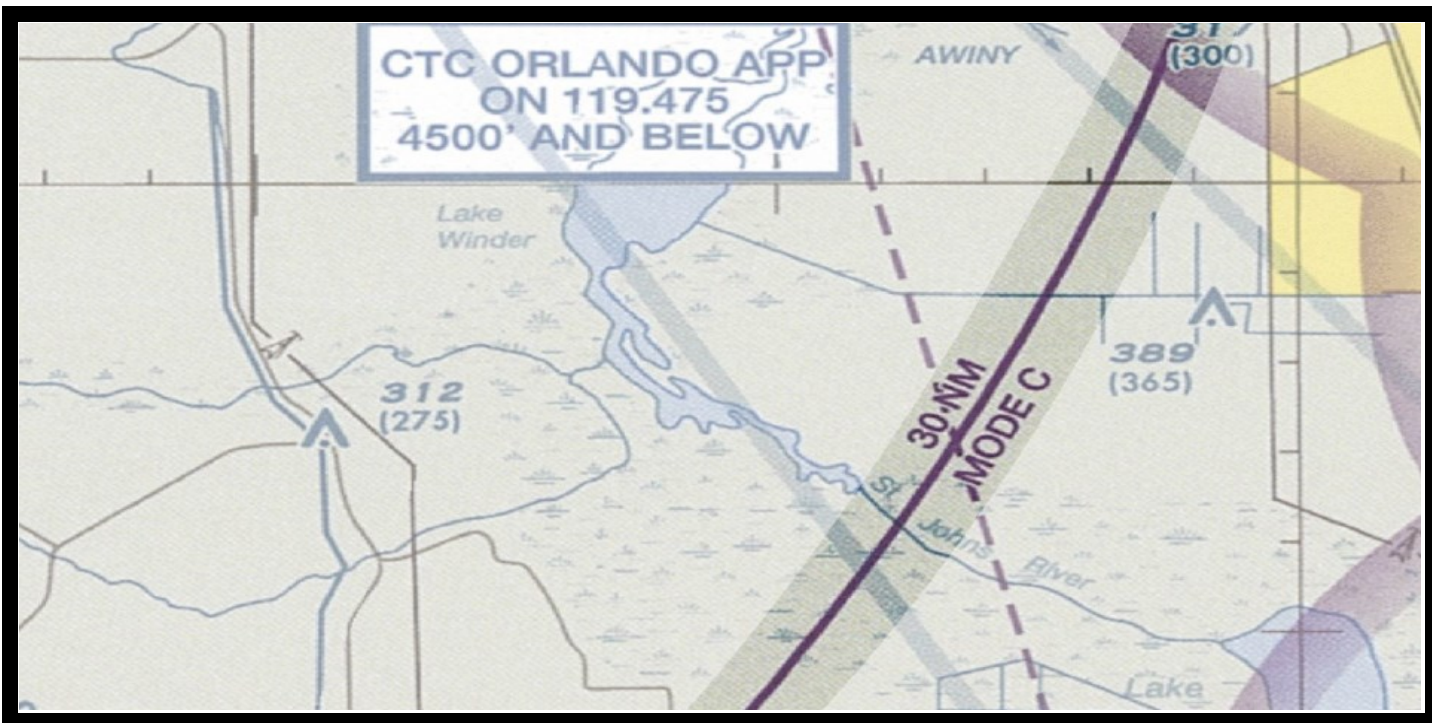 CTC ORLANDO APP
ON 119.475
4500' AND BELOW
AWINY
317
(300)
Lake
Winder
389
(365)
312
(275)
30 NM
MODE C
St. Johns River
Lake